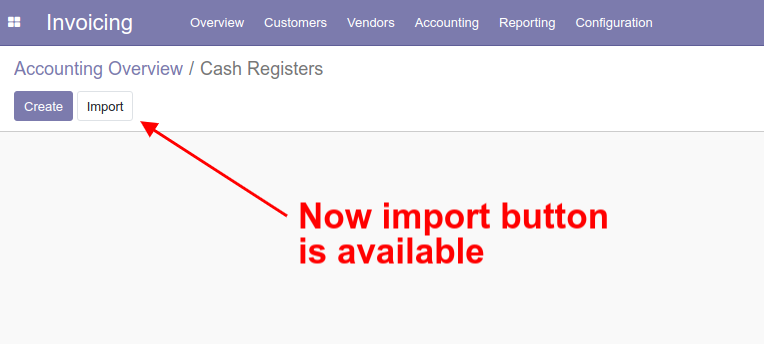 Invoicing Overview Customers Vendors Accounting Reporting Configuration
Accounting Overview / Cash Registers
Create Import
Now import button
is available